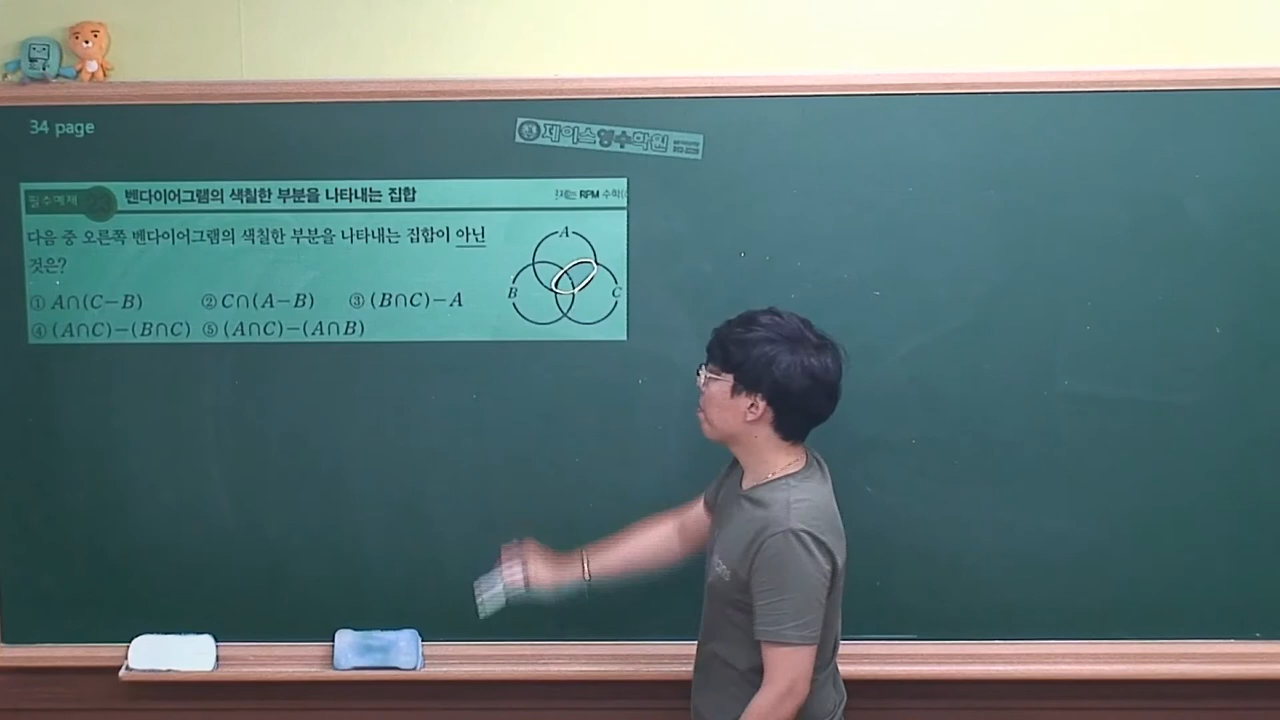 34 page
제이스영수학원
필수예제 23 벤다이어그램의 색칠한 부분을 나타내는 집합
RPM 수학(
다음 중 오른쪽 벤다이어그램의 색칠한 부분을 나타내는 집합이 아닌
것은?
A
B
C
① A∩(C−B) ② C∩(A−B) ③ (B∩C)−A
④ (A∩C)−(B∩C) ⑤ (A∩C)−(A∩B)